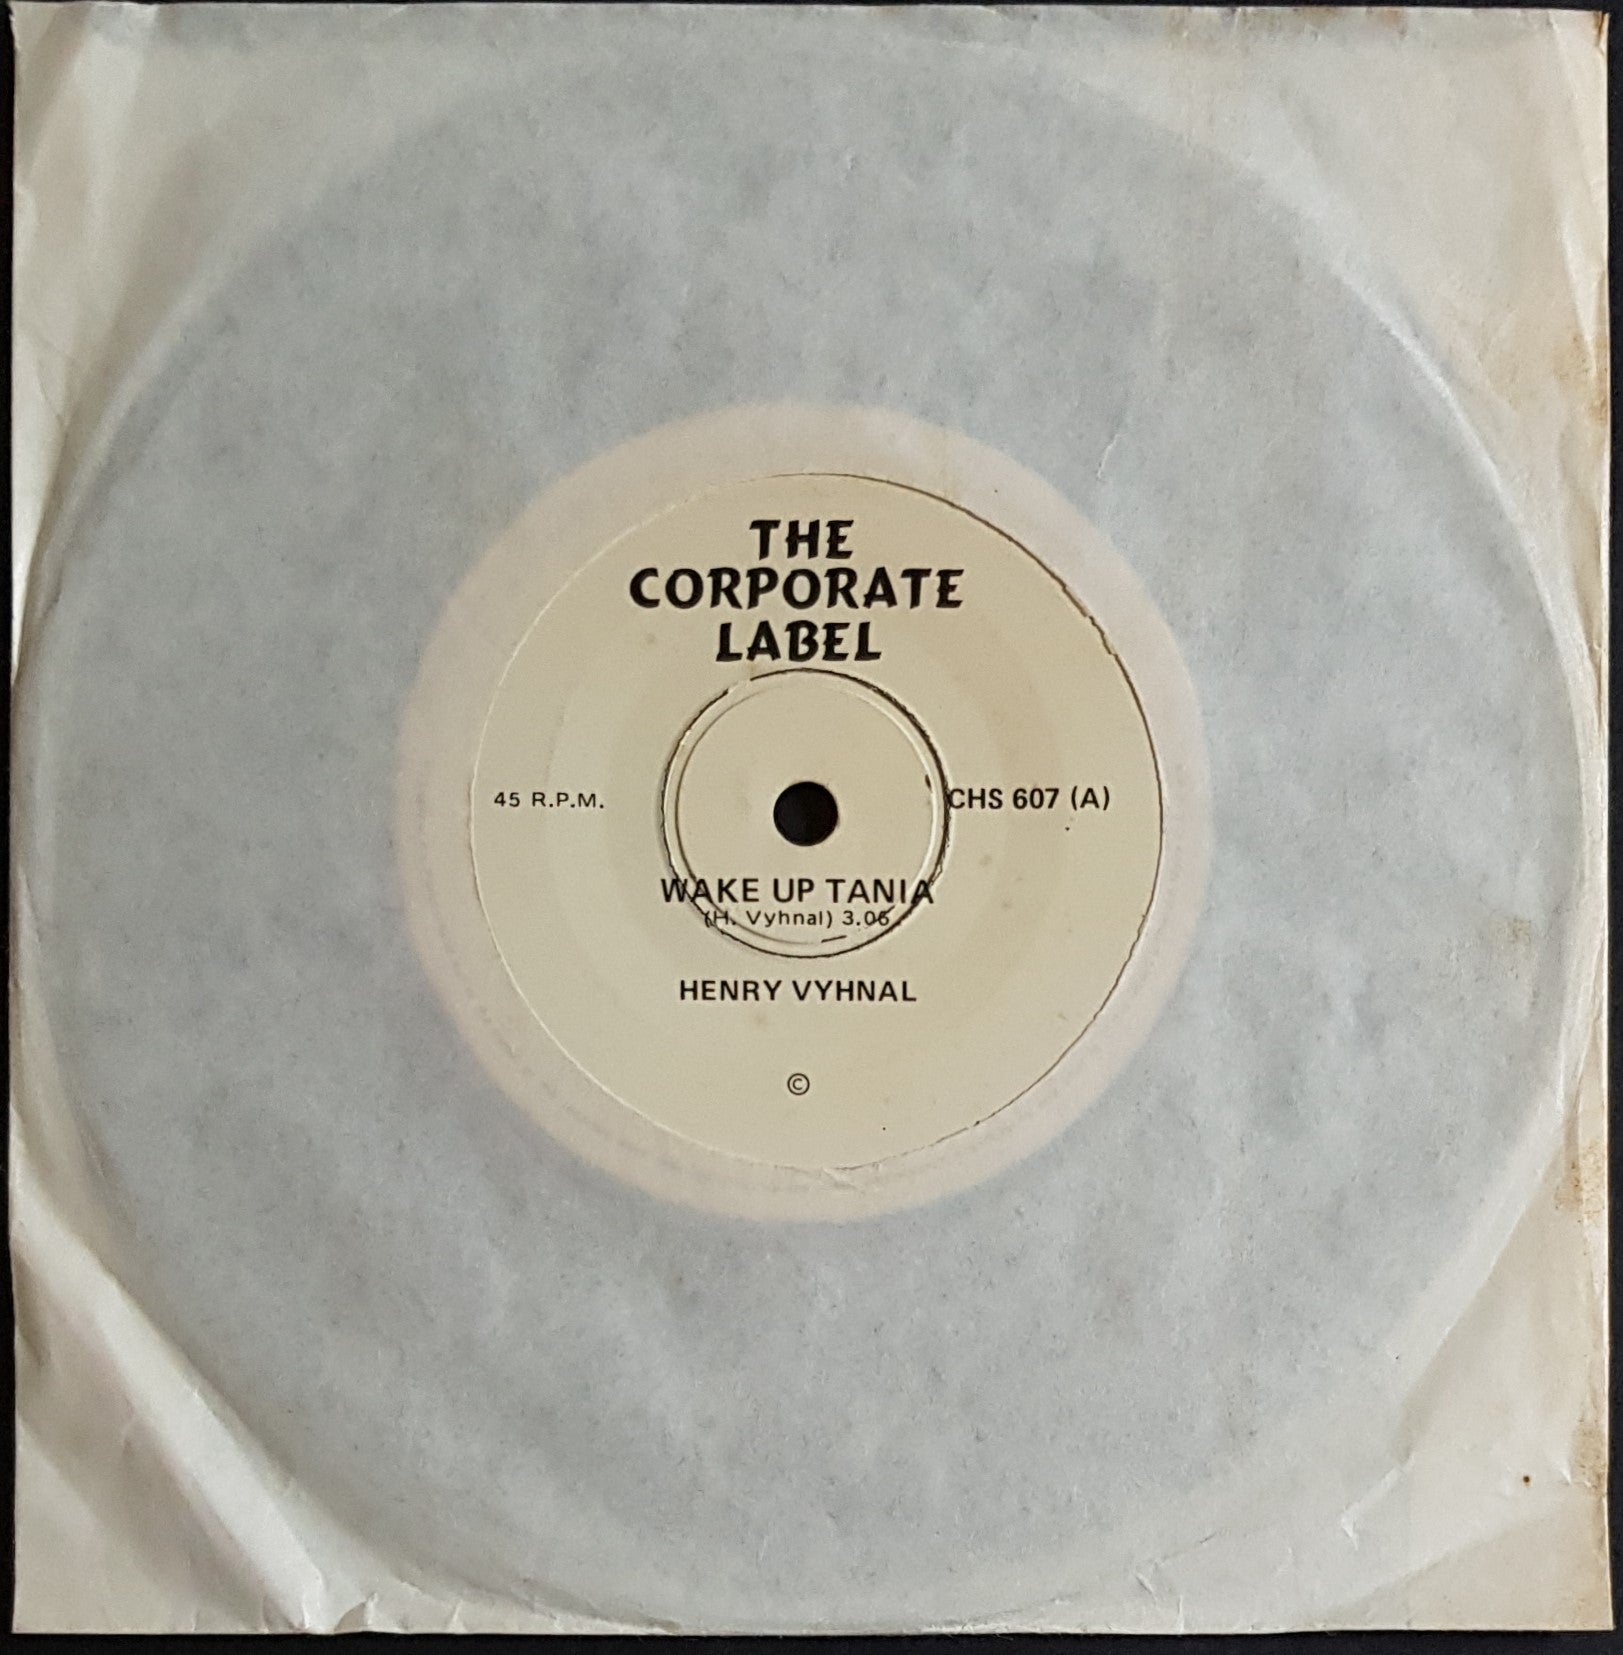 THE
CORPORATE
LABEL
45 R.P.M.
CHS 607 (A)
WAKE UP TANIA
(H. Vyhnal) 3.06
HENRY VYHNAL
©